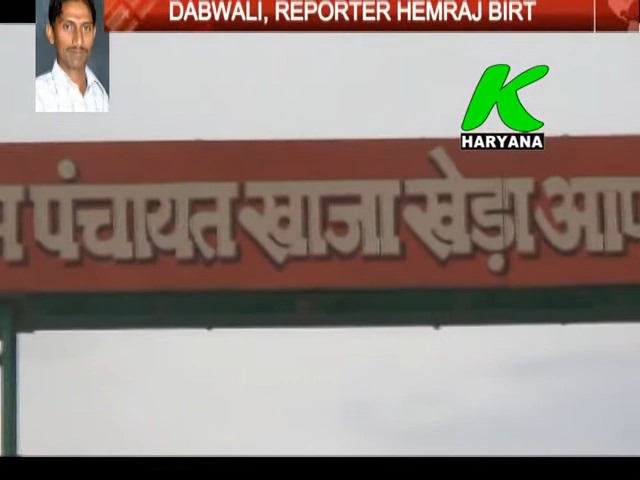 DABWALI, REPORTER HEMRAJ BIRT
K
HARYANA
पंचायत खाजा खेड़ा